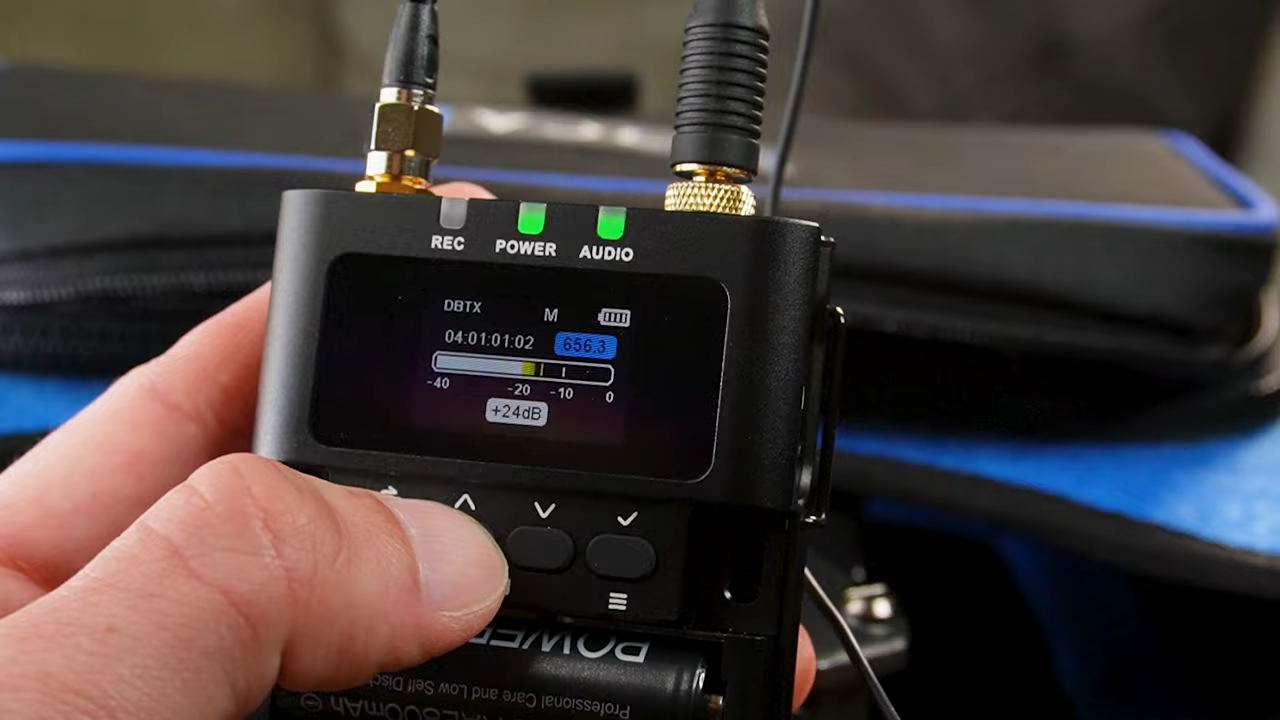 REC POWER AUDIO
DBTX M
04:01:01:02 656.3
-40 -20 -10 0
+24dB
POWER
Professional Care and Low Self Disch
800mAh